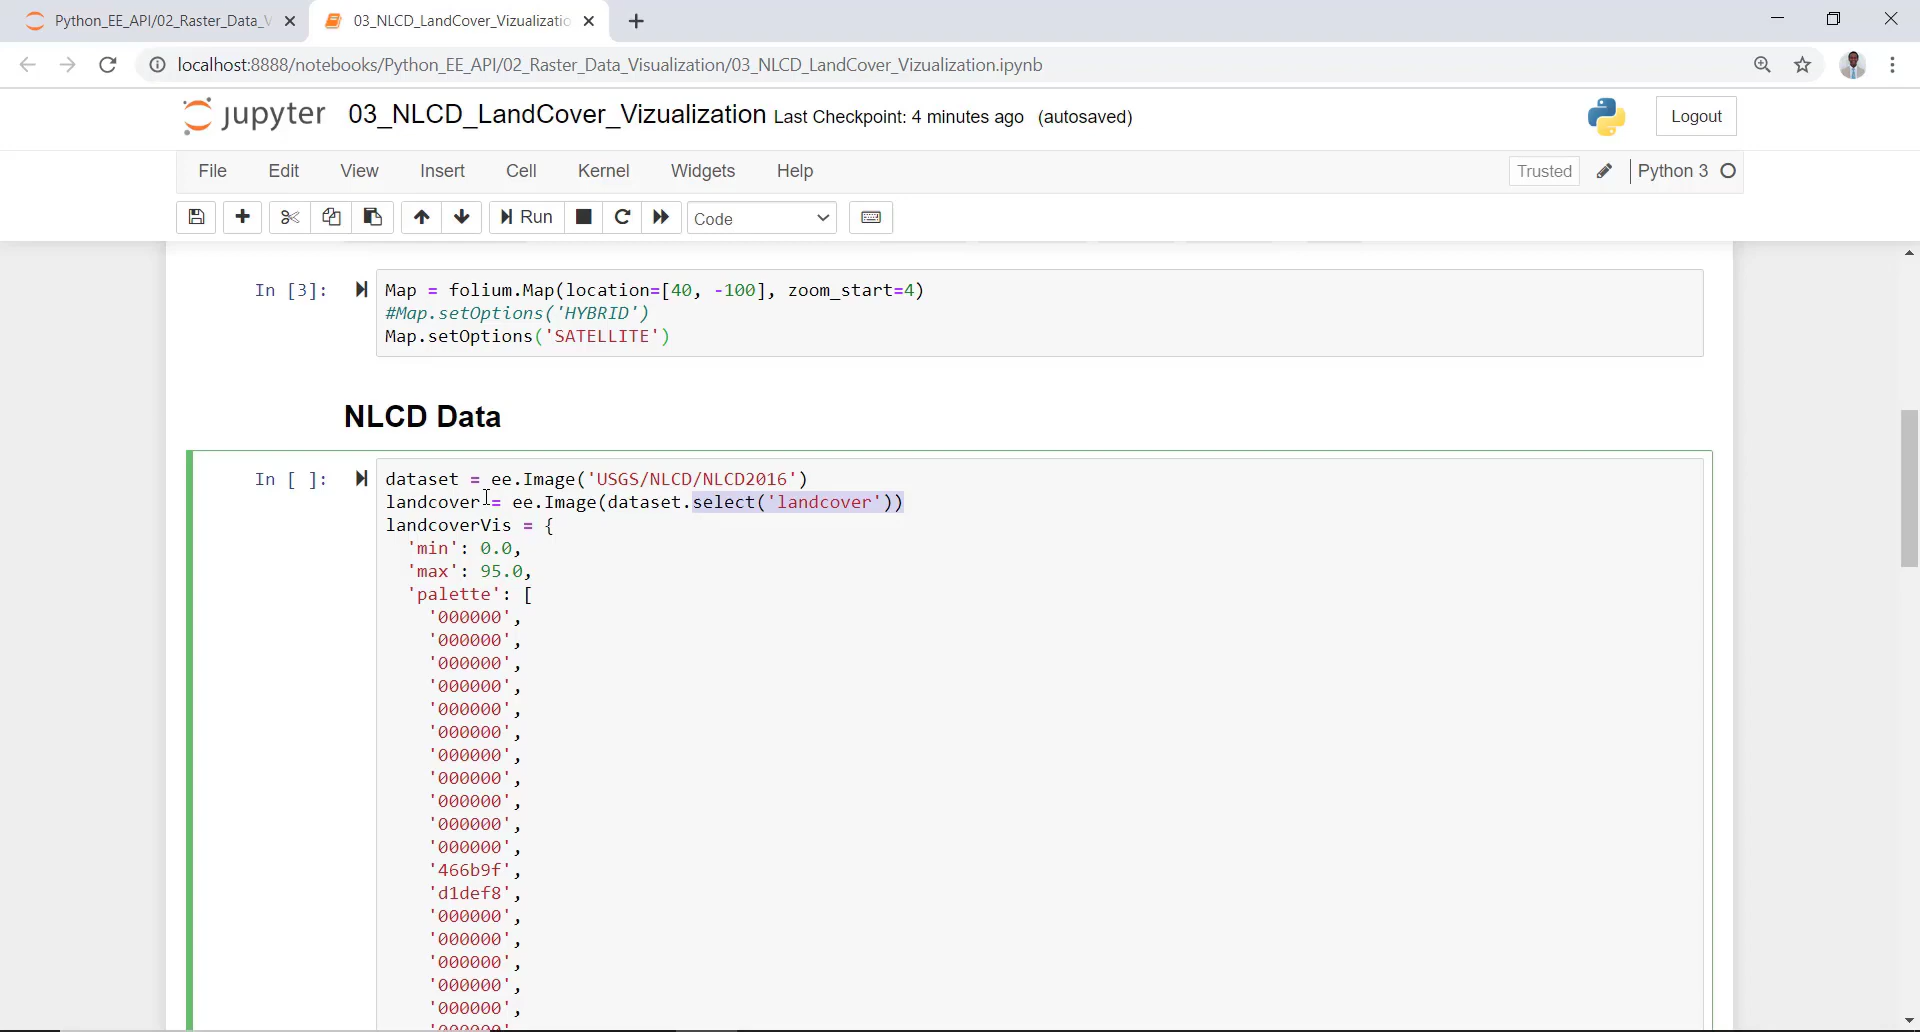 Python_EE_API/02_Raster_Data_V
03_NLCD_LandCover_Vizualizatio
localhost:8888/notebooks/Python_EE_API/02_Raster_Data_Visualization/03_NLCD_LandCover_Vizualization.ipynb
jupyter 03_NLCD_LandCover_Vizualization Last Checkpoint: 4 minutes ago (autosaved)
Logout
File Edit View Insert Cell Kernel Widgets Help
Trusted Python 3
Run Code
In [3]: Map = folium.Map(location=[40, -100], zoom_start=4)
#Map.setOptions('HYBRID')
Map.setOptions('SATELLITE')
NLCD Data
In [ ]: dataset = ee.Image('USGS/NLCD/NLCD2016')
landcover = ee.Image(dataset.select('landcover'))
landcoverVis = {
'min': 0.0,
'max': 95.0,
'palette': [
'000000',
'000000',
'000000',
'000000',
'000000',
'000000',
'000000',
'000000',
'000000',
'000000',
'000000',
'466b9f',
'd1def8',
'000000',
'000000',
'000000',
'000000',
'000000',